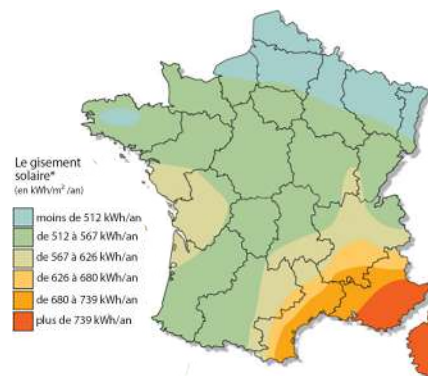 Le gisement
solaire*
(en kWh/m²/an)
moins de 512 kWh/an
de 512 à 567 kWh/an
de 567 à 626 kWh/an
de 626 à 680 kWh/an
de 680 à 739 kWh/an
plus de 739 kWh/an